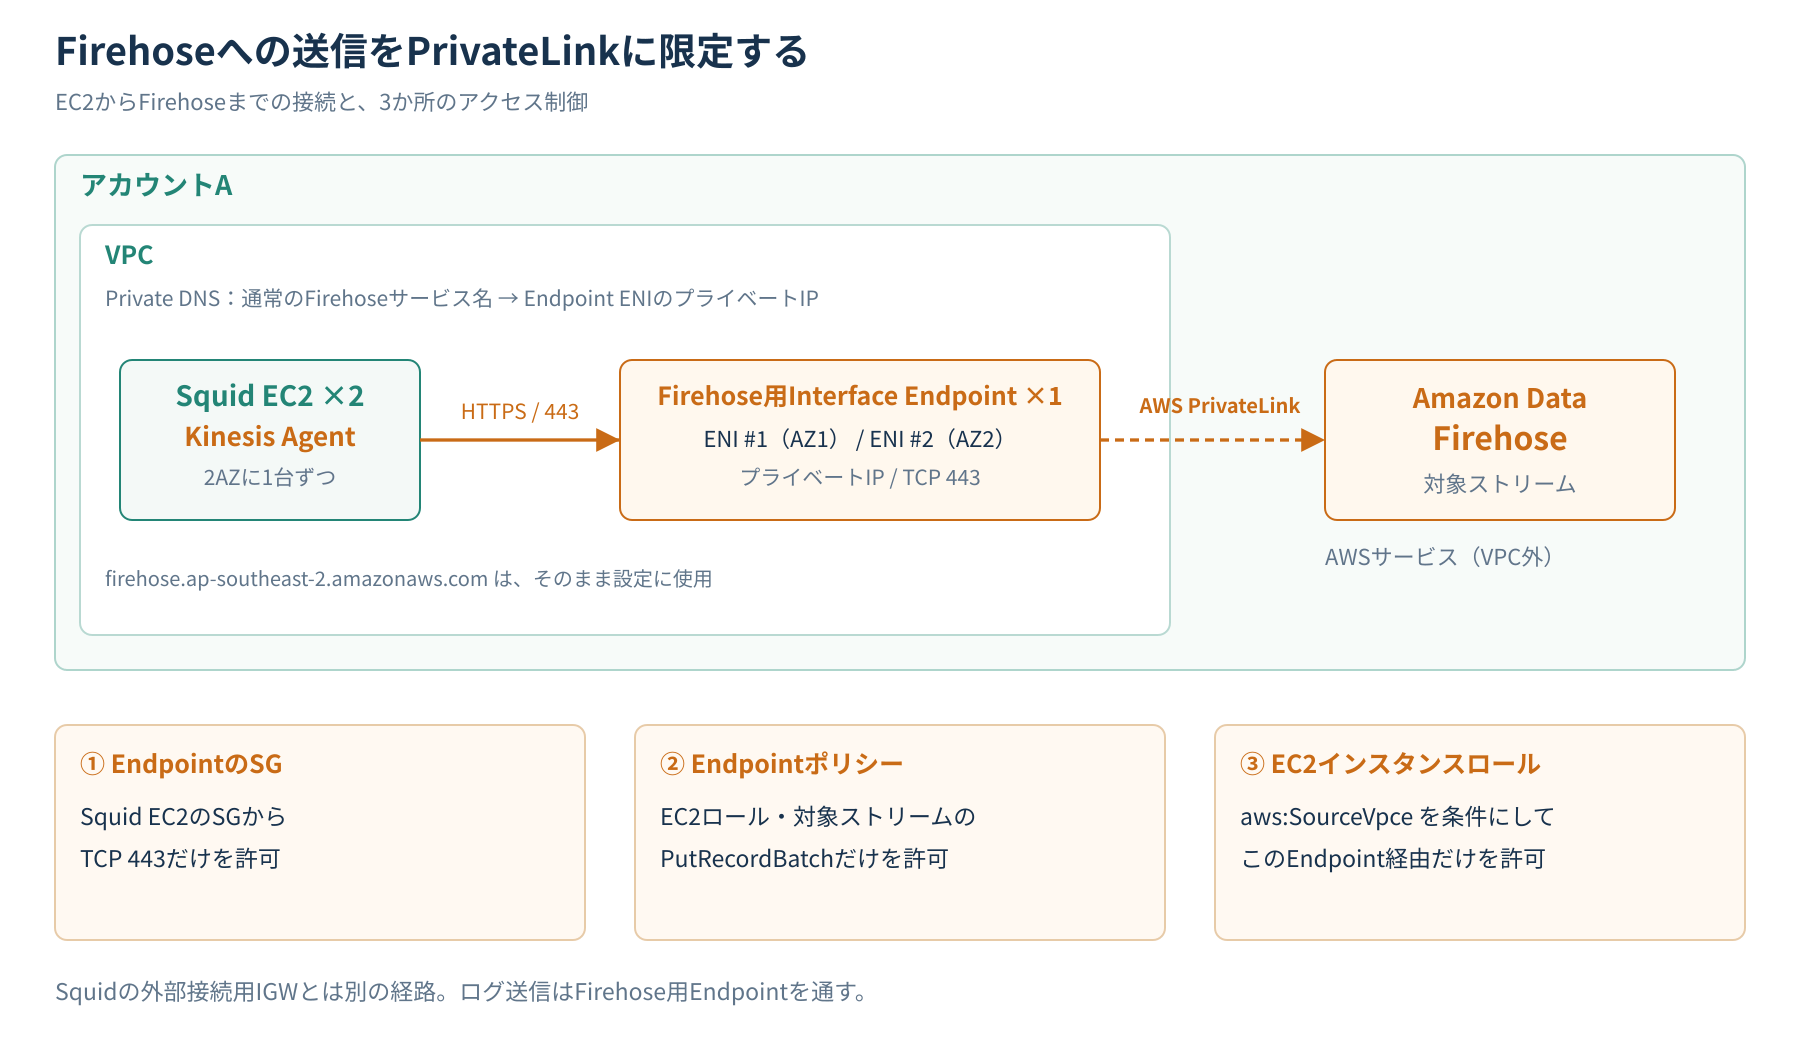 Firehoseへの送信をPrivateLinkに限定する
EC2からFirehoseまでの接続と、3か所のアクセス制御
アカウントA
VPC
Private DNS：通常のFirehoseサービス名 → Endpoint ENIのプライベートIP
Squid EC2 ×2
Kinesis Agent
2AZに1台ずつ
HTTPS / 443
Firehose用Interface Endpoint ×1
ENI #1（AZ1） / ENI #2（AZ2）
プライベートIP / TCP 443
AWS PrivateLink
Amazon Data
Firehose
対象ストリーム
AWSサービス（VPC外）
firehose.ap-southeast-2.amazonaws.com は、そのまま設定に使用
① EndpointのSG
Squid EC2のSGから
TCP 443だけを許可
② Endpointポリシー
EC2ロール・対象ストリームの
PutRecordBatchだけを許可
③ EC2インスタンスロール
aws:SourceVpce を条件にして
このEndpoint経由だけを許可
Squidの外部接続用IGWとは別の経路。ログ送信はFirehose用Endpointを通す。